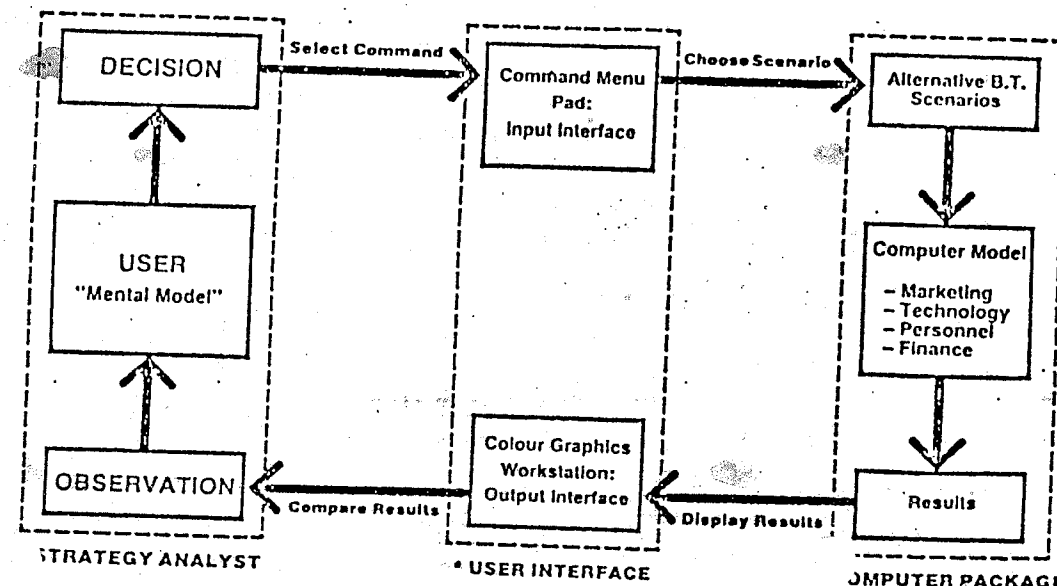 DECISION
USER
"Mental Model"
OBSERVATION
STRATEGY ANALYST
Select Command
Compare Results
Command Menu
Pad:
Input Interface
Colour Graphics
Workstation:
Output Interface
USER INTERFACE
Choose Scenario
Display Results
Alternative B.T.
Scenarios
Computer Model
– Marketing
– Technology
– Personnel
– Finance
Results
OMPUTER PACKAGE